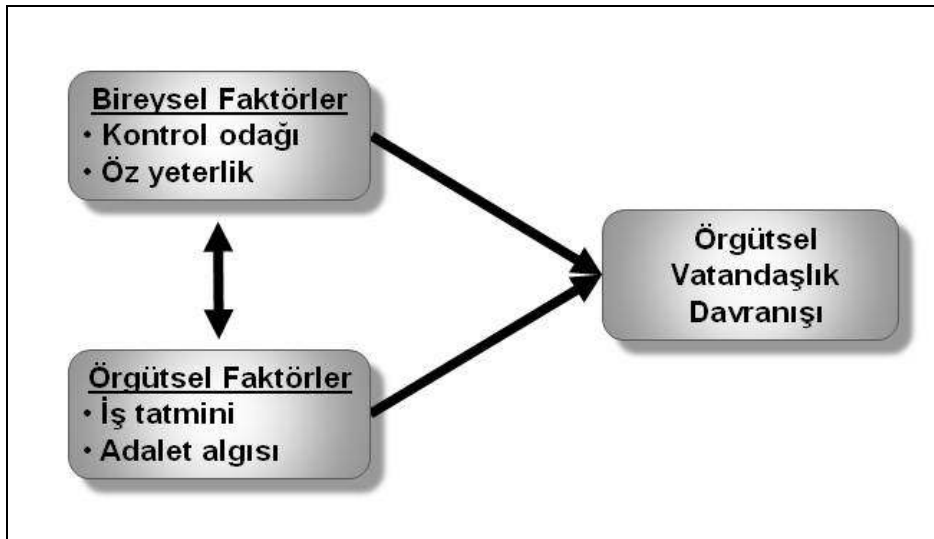 Bireysel Faktörler
• Kontrol odağı
• Öz yeterlik
Örgütsel
Vatandaşlık
Davranışı
Örgütsel Faktörler
• İş tatmini
• Adalet algısı